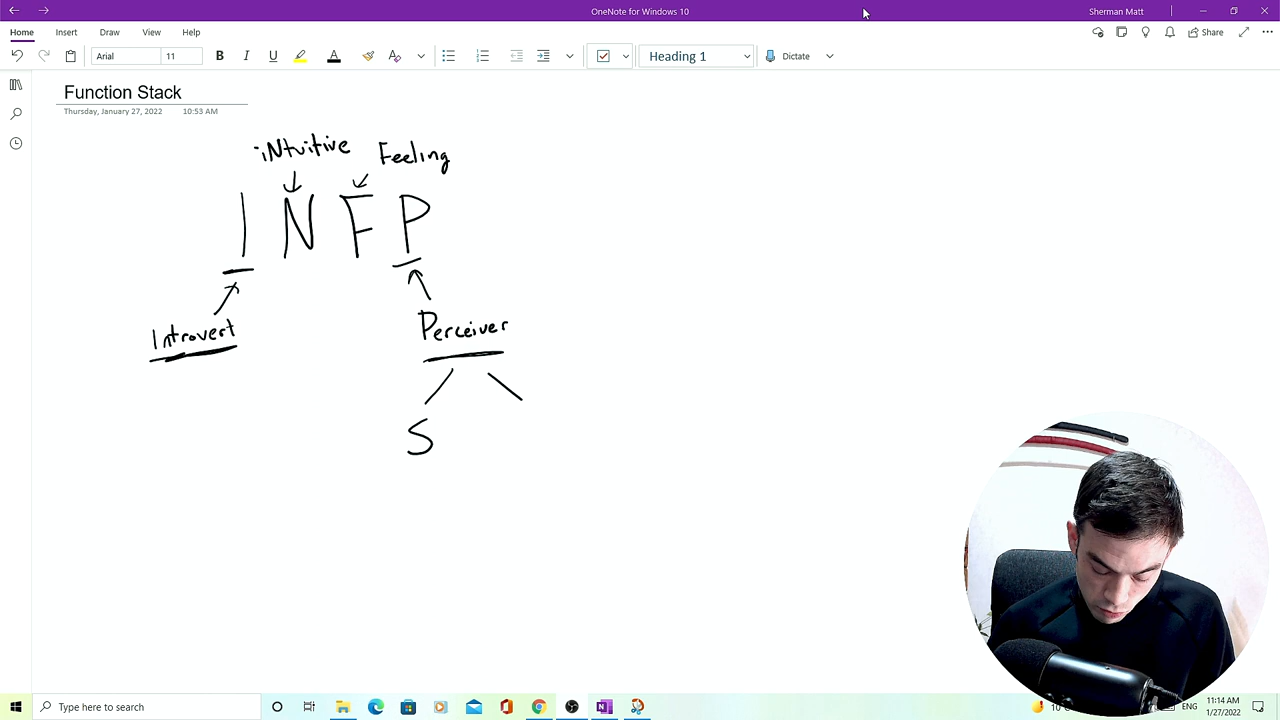 OneNote for Windows 10
Sherman Matt
Home Insert Draw View Help
Share
Arial 11 B I U A Heading 1 Dictate
Function Stack
Thursday, January 27, 2022 10:53 AM
iNtuitive Feeling
I N F P
Introvert Perceiver
S
Type here to search
ENG
11:14 AM
1/27/2022